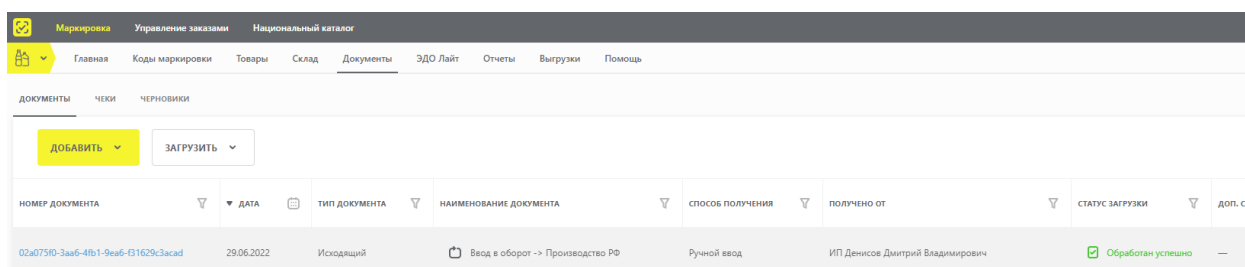 Маркировка Управление заказами Национальный каталог
Главная Коды маркировки Товары Склад Документы ЭДО Лайт Отчеты Выгрузки Помощь
ДОКУМЕНТЫ ЧЕКИ ЧЕРНОВИКИ
ДОБАВИТЬ ЗАГРУЗИТЬ
НОМЕР ДОКУМЕНТА ДАТА ТИП ДОКУМЕНТА НАИМЕНОВАНИЕ ДОКУМЕНТА СПОСОБ ПОЛУЧЕНИЯ ПОЛУЧЕНО ОТ СТАТУС ЗАГРУЗКИ ДОП. С
02a075f0-3aa6-4fb1-9ea6-f31629c3acad 29.06.2022 Исходящий Ввод в оборот -> Производство РФ Ручной ввод ИП Денисов Дмитрий Владимирович Обработан успешно —